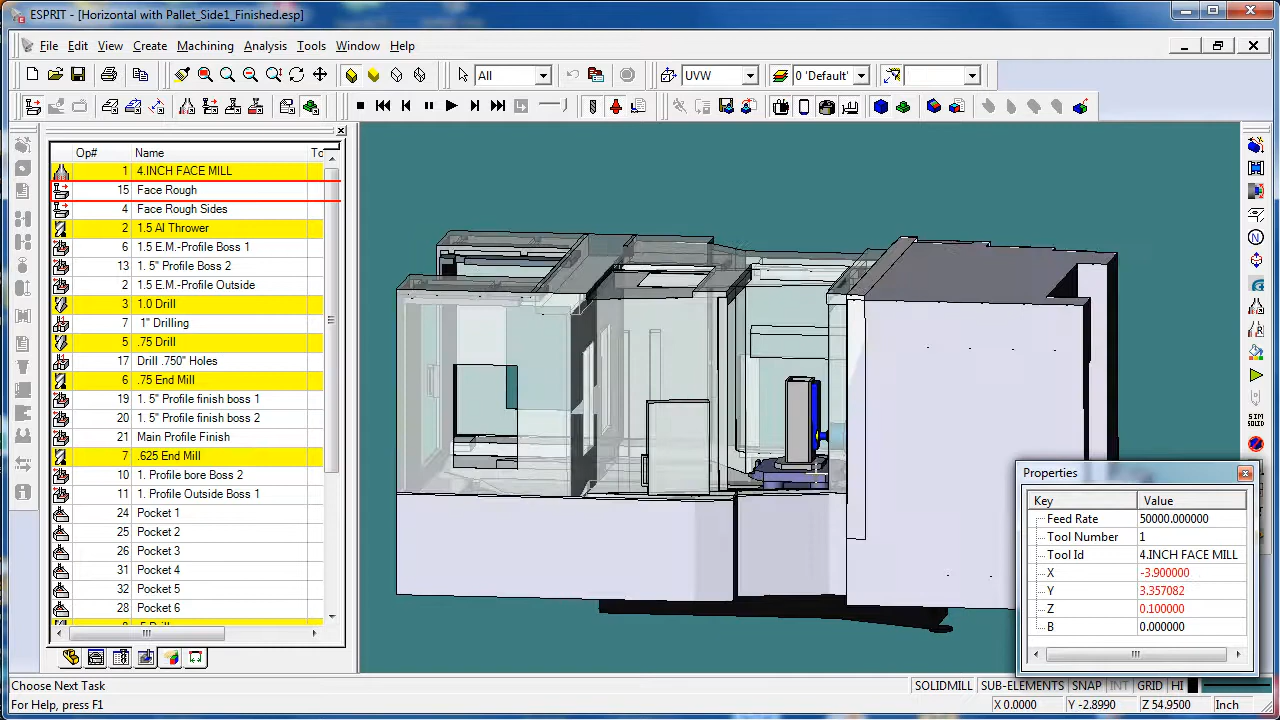 ESPRIT - [Horizontal with Pallet_Side1_Finished.esp]
File Edit View Create Machining Analysis Tools Window Help
All UVW 0 'Default'
Op# Name To
1 4.INCH FACE MILL
15 Face Rough
4 Face Rough Sides
2 1.5 Al Thrower
6 1.5 E.M.-Profile Boss 1
13 1. 5" Profile Boss 2
2 1.5 E.M.-Profile Outside
3 1.0 Drill
7 1" Drilling
5 .75 Drill
17 Drill .750" Holes
6 .75 End Mill
19 1. 5" Profile finish boss 1
20 1. 5" Profile finish boss 2
21 Main Profile Finish
7 .625 End Mill
10 1. Profile bore Boss 2
11 1. Profile Outside Boss 1
24 Pocket 1
25 Pocket 2
26 Pocket 3
31 Pocket 4
32 Pocket 5
28 Pocket 6
SIM
SOLID
Properties
Key Value
Feed Rate 50000.000000
Tool Number 1
Tool Id 4.INCH FACE MILL
X -3.900000
Y 3.357082
Z 0.100000
B 0.000000
Choose Next Task SOLIDMILL SUB-ELEMENTS SNAP INT GRID HI
For Help, press F1 X 0.0000 Y -2.8990 Z 54.9500 Inch